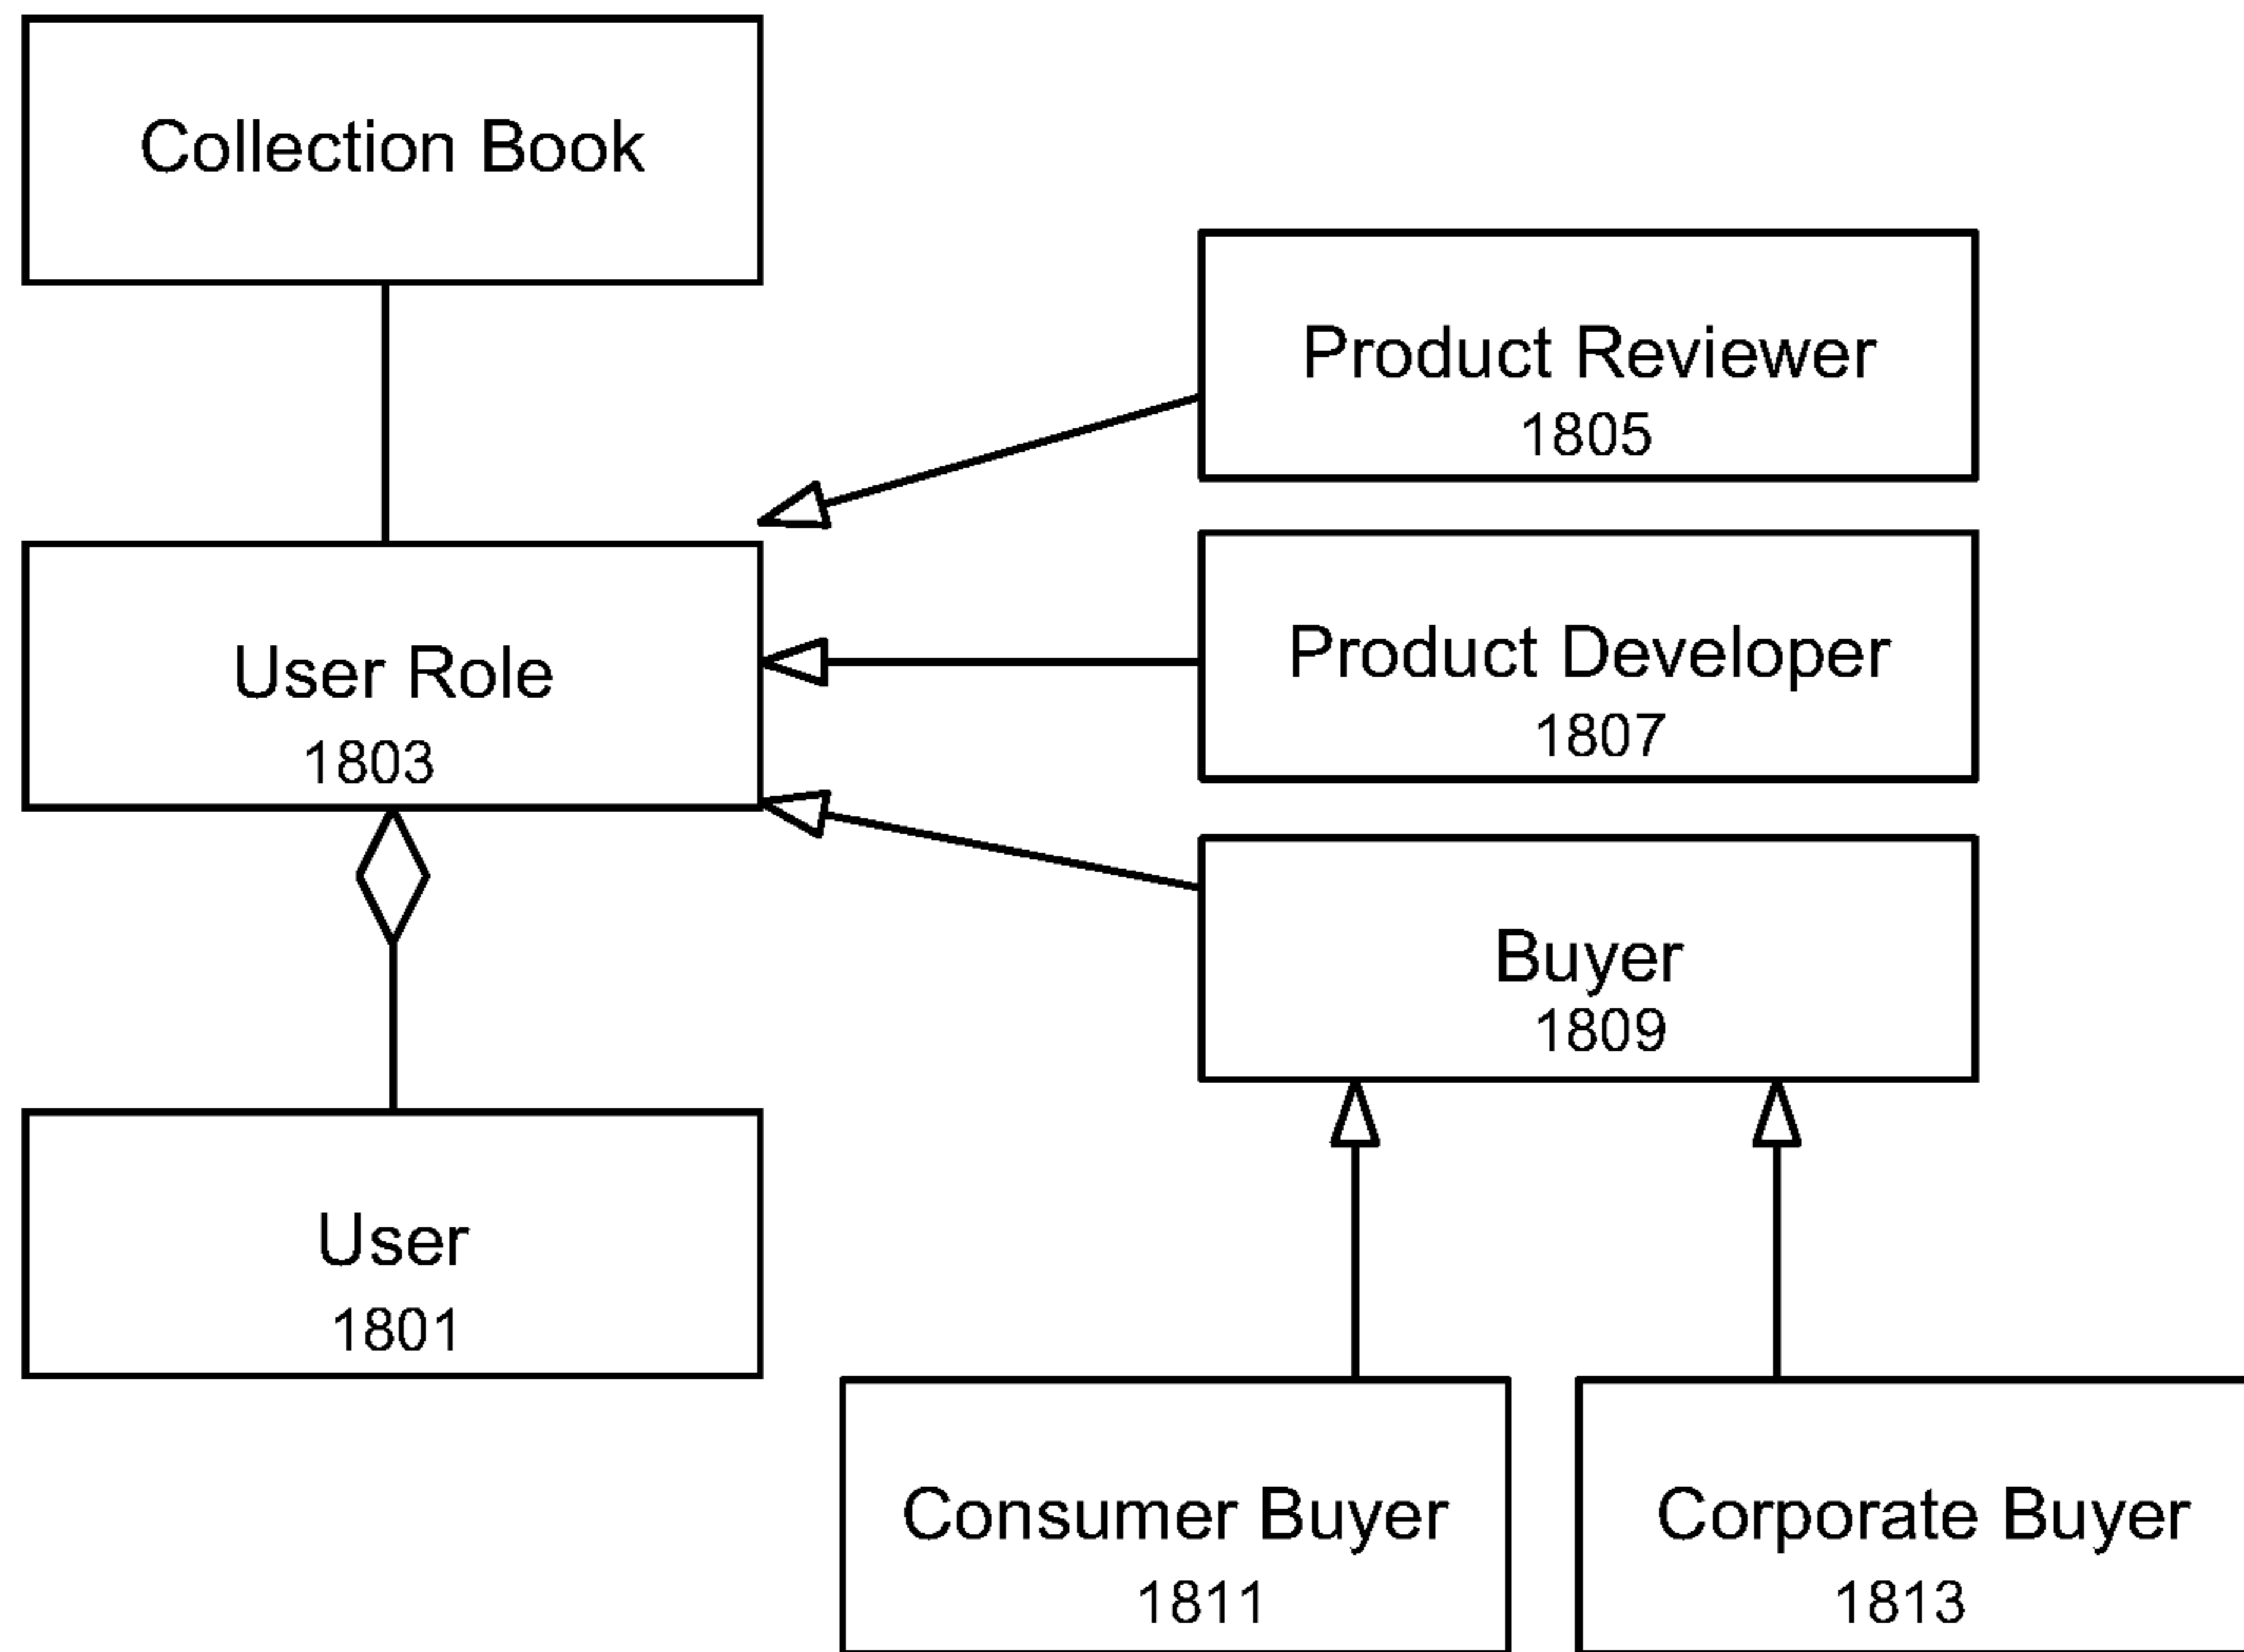 Collection Book
Product Reviewer
1805
User Role
1803
Product Developer
1807
Buyer
1809
User
1801
Consumer Buyer
1811
Corporate Buyer
1813